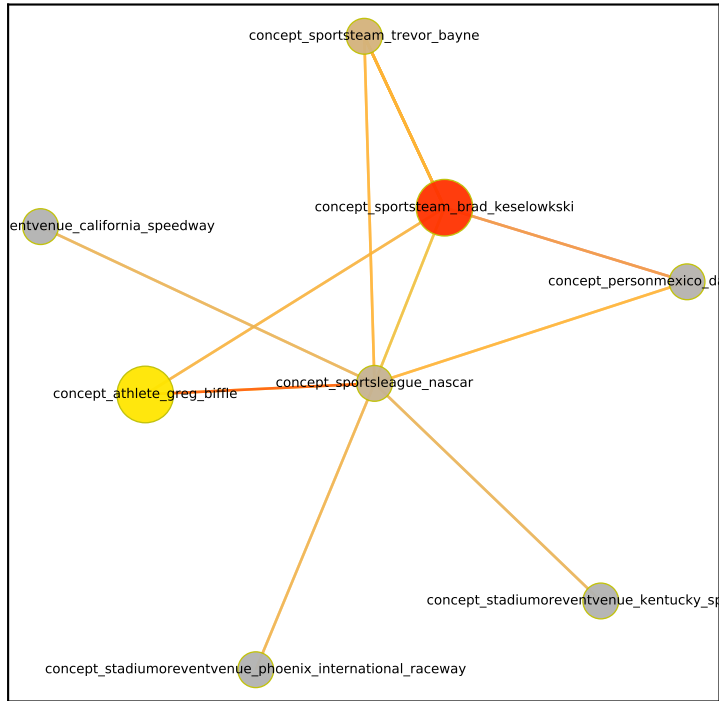 concept_sportsteam_trevor_bayne
concept_sportsteam_brad_keselowkski
entvenue_california_speedway
concept_personmexico_da
concept_sportsleague_nascar
concept_athlete_greg_biffle
concept_stadiumoreventvenue_kentucky_sp
concept_stadiumoreventvenue_phoenix_international_raceway